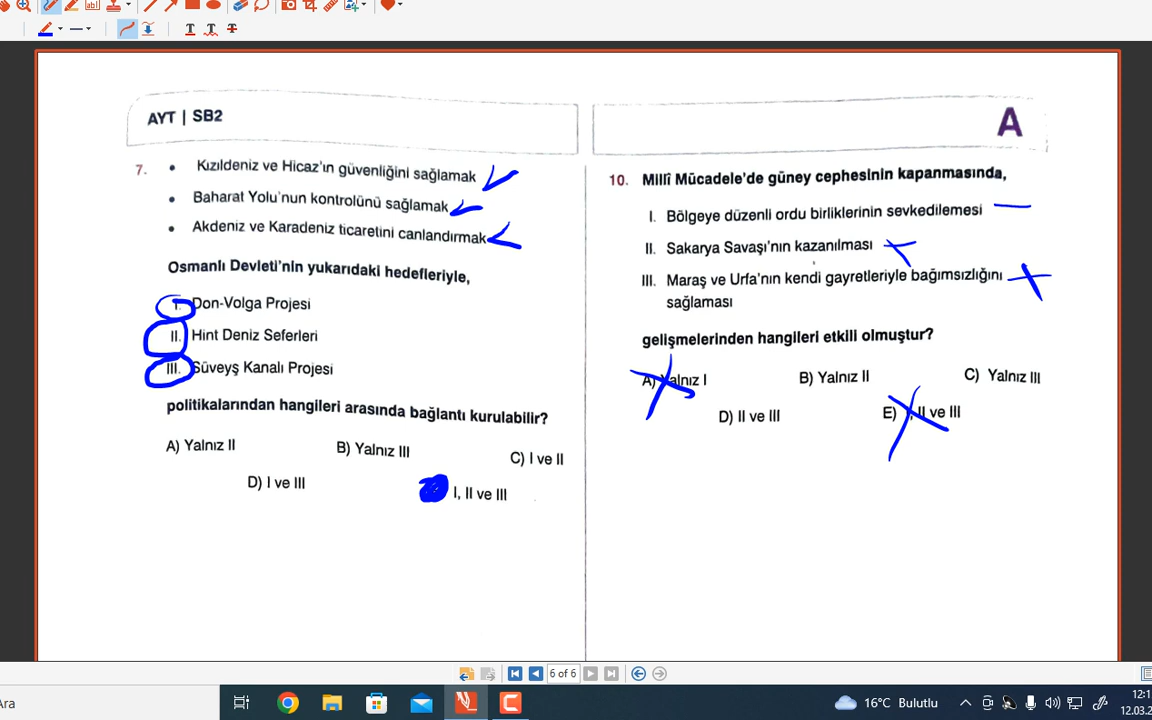 AYT | SB2
A
7.
• Kızıldeniz ve Hicaz'ın güvenliğini sağlamak
• Baharat Yolu'nun kontrolünü sağlamak
• Akdeniz ve Karadeniz ticaretini canlandırmak
Osmanlı Devleti'nin yukarıdaki hedefleriyle,
I. Don-Volga Projesi
II. Hint Deniz Seferleri
III. Süveyş Kanalı Projesi
politikalarından hangileri arasında bağlantı kurulabilir?
A) Yalnız II
B) Yalnız III
C) I ve II
D) I ve III
I, II ve III
10. Millî Mücadele'de güney cephesinin kapanmasında,
I. Bölgeye düzenli ordu birliklerinin sevkedilemesi
II. Sakarya Savaşı'nın kazanılması
III. Maraş ve Urfa'nın kendi gayretleriyle bağımsızlığını
sağlaması
gelişmelerinden hangileri etkili olmuştur?
A) Yalnız I
B) Yalnız II
C) Yalnız III
D) II ve III
E) I, II ve III
6 of 6
Ara
16°C Bulutlu
12:1
12.03.2